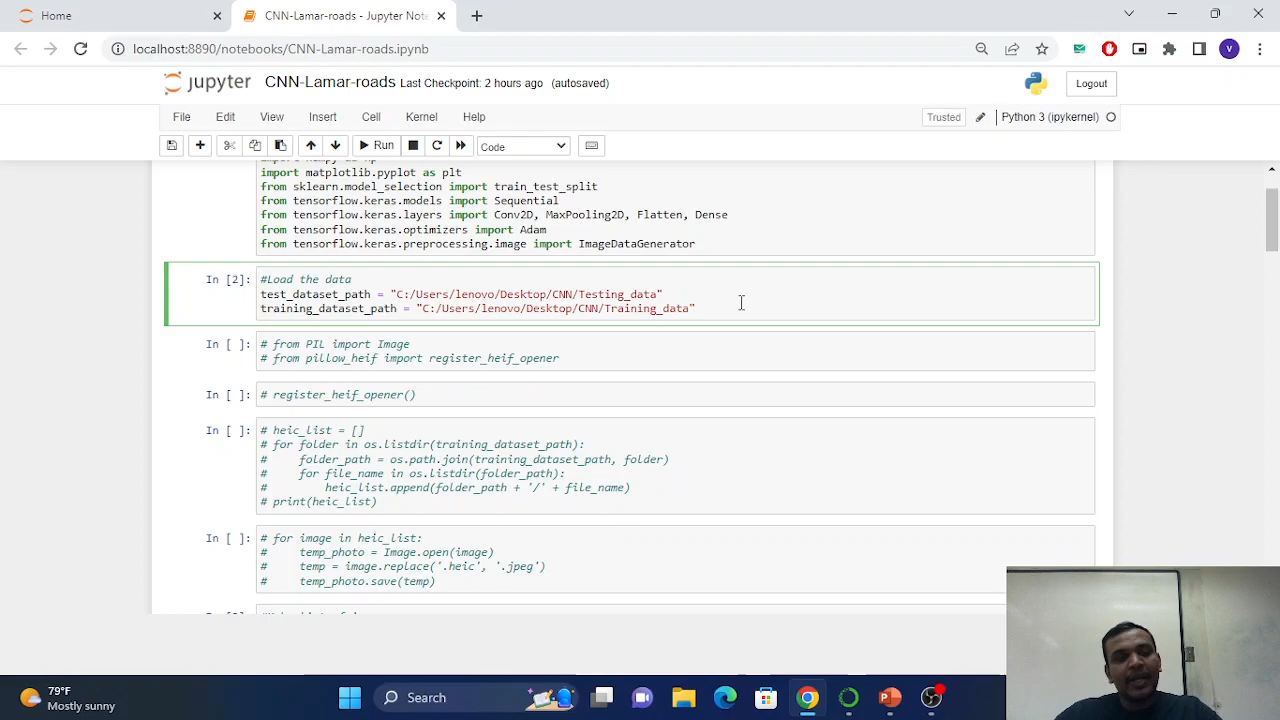 Home
CNN-Lamar-roads - Jupyter Note
localhost:8890/notebooks/CNN-Lamar-roads.ipynb
V
jupyter CNN-Lamar-roads Last Checkpoint: 2 hours ago (autosaved)
Logout
File Edit View Insert Cell Kernel Help
Trusted
Python 3 (ipykernel)
Run
Code
import numpy as np
import matplotlib.pyplot as plt
from sklearn.model_selection import train_test_split
from tensorflow.keras.models import Sequential
from tensorflow.keras.layers import Conv2D, MaxPooling2D, Flatten, Dense
from tensorflow.keras.optimizers import Adam
from tensorflow.keras.preprocessing.image import ImageDataGenerator
In [2]: #Load the data
test_dataset_path = "C:/Users/lenovo/Desktop/CNN/Testing_data"
training_dataset_path = "C:/Users/lenovo/Desktop/CNN/Training_data"
In [ ]: # from PIL import Image
# from pillow_heif import register_heif_opener
In [ ]: # register_heif_opener()
In [ ]: # heic_list = []
# for folder in os.listdir(training_dataset_path):
#     folder_path = os.path.join(training_dataset_path, folder)
#     for file_name in os.listdir(folder_path):
#         heic_list.append(folder_path + '/' + file_name)
# print(heic_list)
In [ ]: # for image in heic_list:
#     temp_photo = Image.open(image)
#     temp = image.replace('.heic', '.jpeg')
#     temp_photo.save(temp)
79°F
Mostly sunny
Search